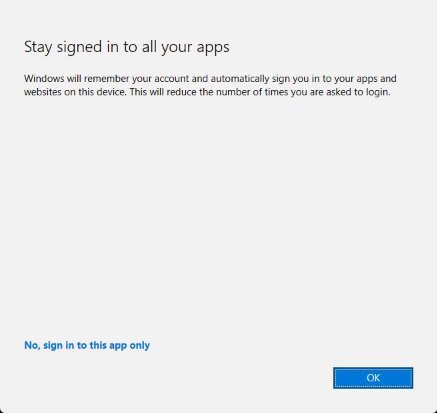 Stay signed in to all your apps
Windows will remember your account and automatically sign you in to your apps and
websites on this device. This will reduce the number of times you are asked to login.
No, sign in to this app only
OK